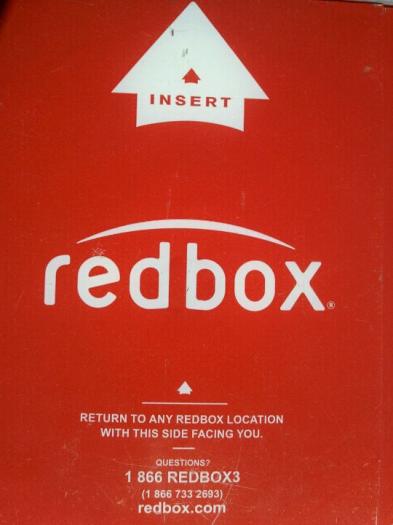 INSERT
redbox®
RETURN TO ANY REDBOX LOCATION
WITH THIS SIDE FACING YOU.
QUESTIONS?
1 866 REDBOX3
(1 866 733 2693)
redbox.com